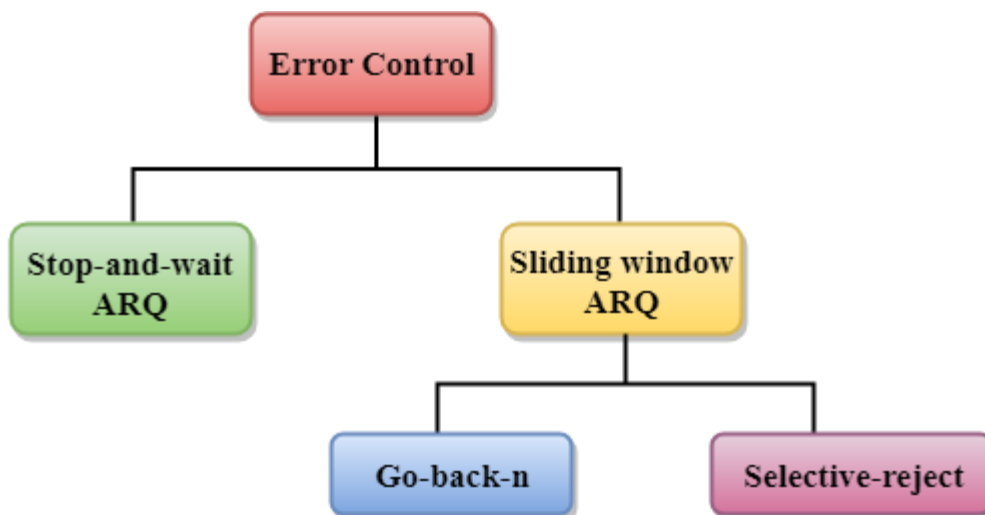 Error Control
Stop-and-wait
ARQ
Sliding window
ARQ
Go-back-n
Selective-reject